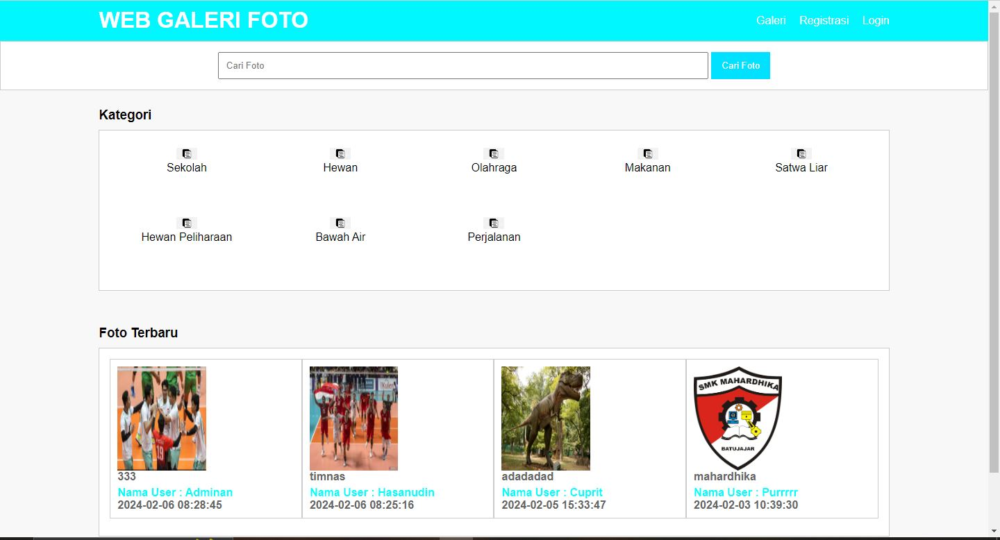 WEB GALERI FOTO
Galeri Registrasi Login
Cari Foto Cari Foto
Kategori
Sekolah Hewan Olahraga Makanan Satwa Liar
Hewan Peliharaan Bawah Air Perjalanan
Foto Terbaru
19
SMK MAHARDHIKA
BATUJAJAR
333 timnas adadadad mahardhika
Nama User : Adminan Nama User : Hasanudin Nama User : Cuprit Nama User : Purrrrr
2024-02-06 08:28:45 2024-02-06 08:25:16 2024-02-05 15:33:47 2024-02-03 10:39:30